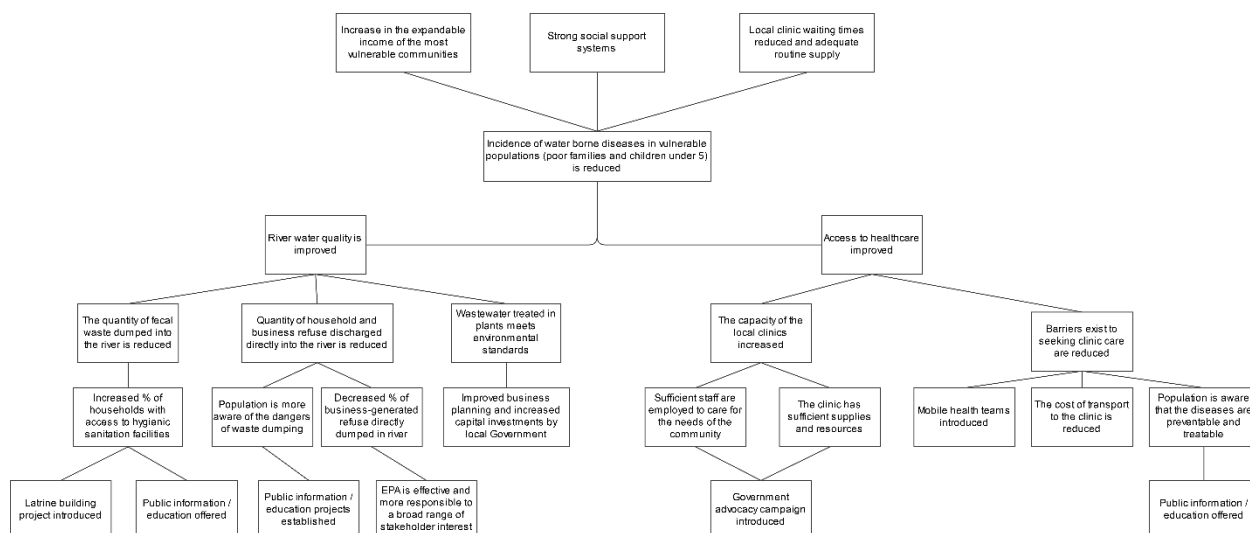 Increase in the expandable
income of the most
vulnerable communities
Strong social support
systems
Local clinic waiting times
reduced and adequate
routine supply
Incidence of water borne diseases in vulnerable
populations (poor families and children under 5)
is reduced
River water quality is
improved
Access to healthcare
improved
The quantity of fecal
waste dumped into
the river is reduced
Quantity of household and
business refuse discharged
directly into the river is reduced
Wastewater treated in
plants meets
environmental
standards
The capacity of the
local clinics
increased
Barriers exist to
seeking clinic care
are reduced
Increased % of
households with
access to hygienic
sanitation facilities
Population is more
aware of the dangers
of waste dumping
Decreased % of
business-generated
refuse directly
dumped in river
Improved business
planning and increased
capital investments by
local Government
Sufficient staff are
employed to care for
the needs of the
community
The clinic has
sufficient supplies
and resources
Mobile health teams
introduced
The cost of transport
to the clinic is
reduced
Population is aware
that the diseases are
preventable and
treatable
Latrine building
project introduced
Public information /
education offered
Public information /
education projects
established
EPA is effective and
more responsible to
a broad range of
stakeholder interest
Government
advocacy campaign
introduced
Public information /
education offered